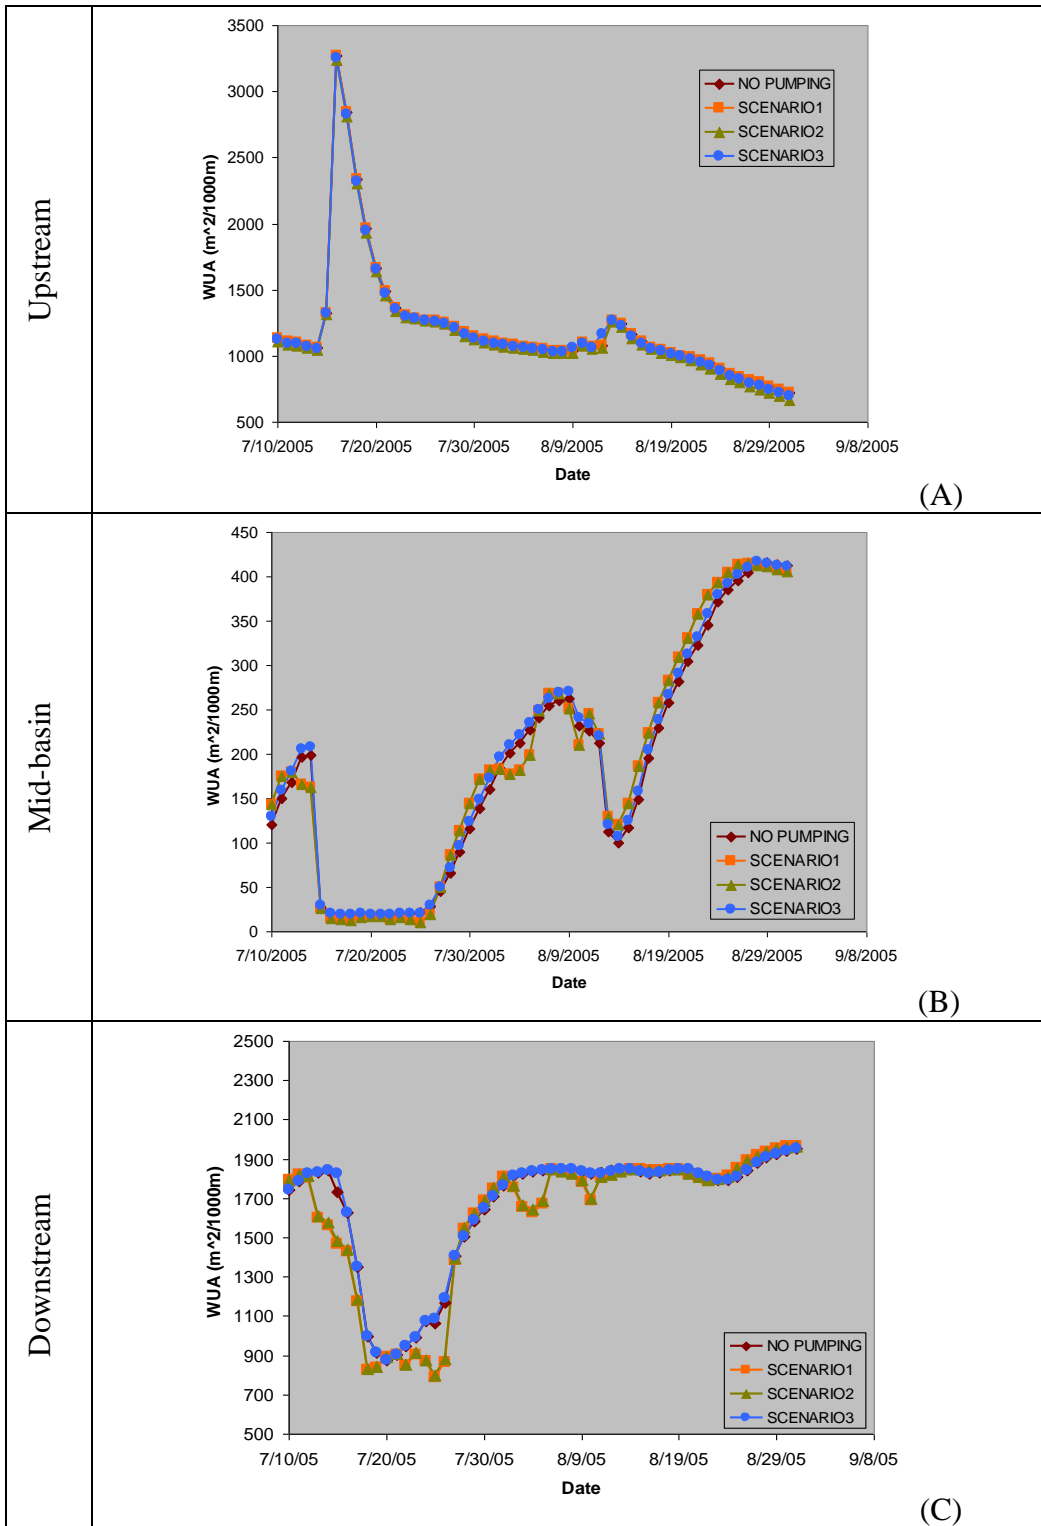 Upstream
3500
3000
2500
2000
1500
1000
500
WUA (m^2/1000m)
NO PUMPING
SCENARIO1
SCENARIO2
SCENARIO3
7/10/2005 7/20/2005 7/30/2005 8/9/2005 8/19/2005 8/29/2005 9/8/2005
Date
(A)
Mid-basin
450
400
350
300
250
200
150
100
50
0
WUA (m^2/1000m)
NO PUMPING
SCENARIO1
SCENARIO2
SCENARIO3
7/10/2005 7/20/2005 7/30/2005 8/9/2005 8/19/2005 8/29/2005 9/8/2005
Date
(B)
Downstream
2500
2300
2100
1900
1700
1500
1300
1100
900
700
500
WUA (m^2/1000m)
NO PUMPING
SCENARIO1
SCENARIO2
SCENARIO3
7/10/05 7/20/05 7/30/05 8/9/05 8/19/05 8/29/05 9/8/05
Date
(C)